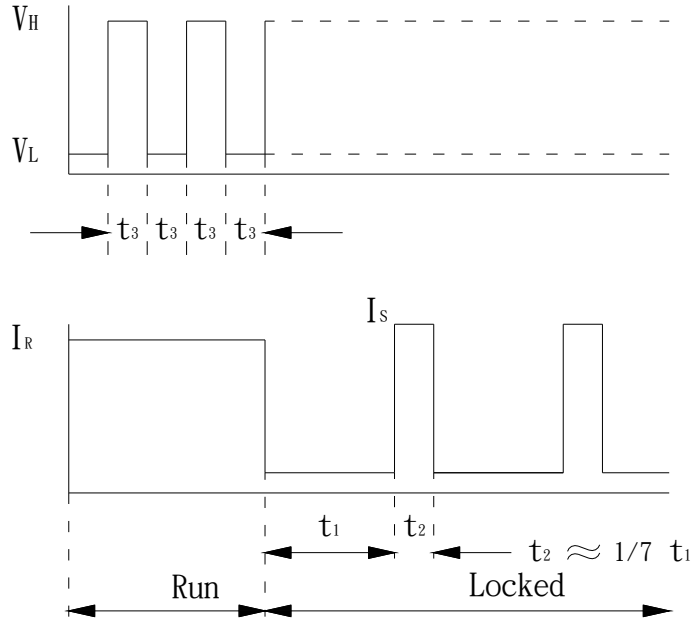 VH
VL
t3 t3 t3 t3
IS
IR
t1 t2 t2 ≈ 1/7 t1
Run Locked